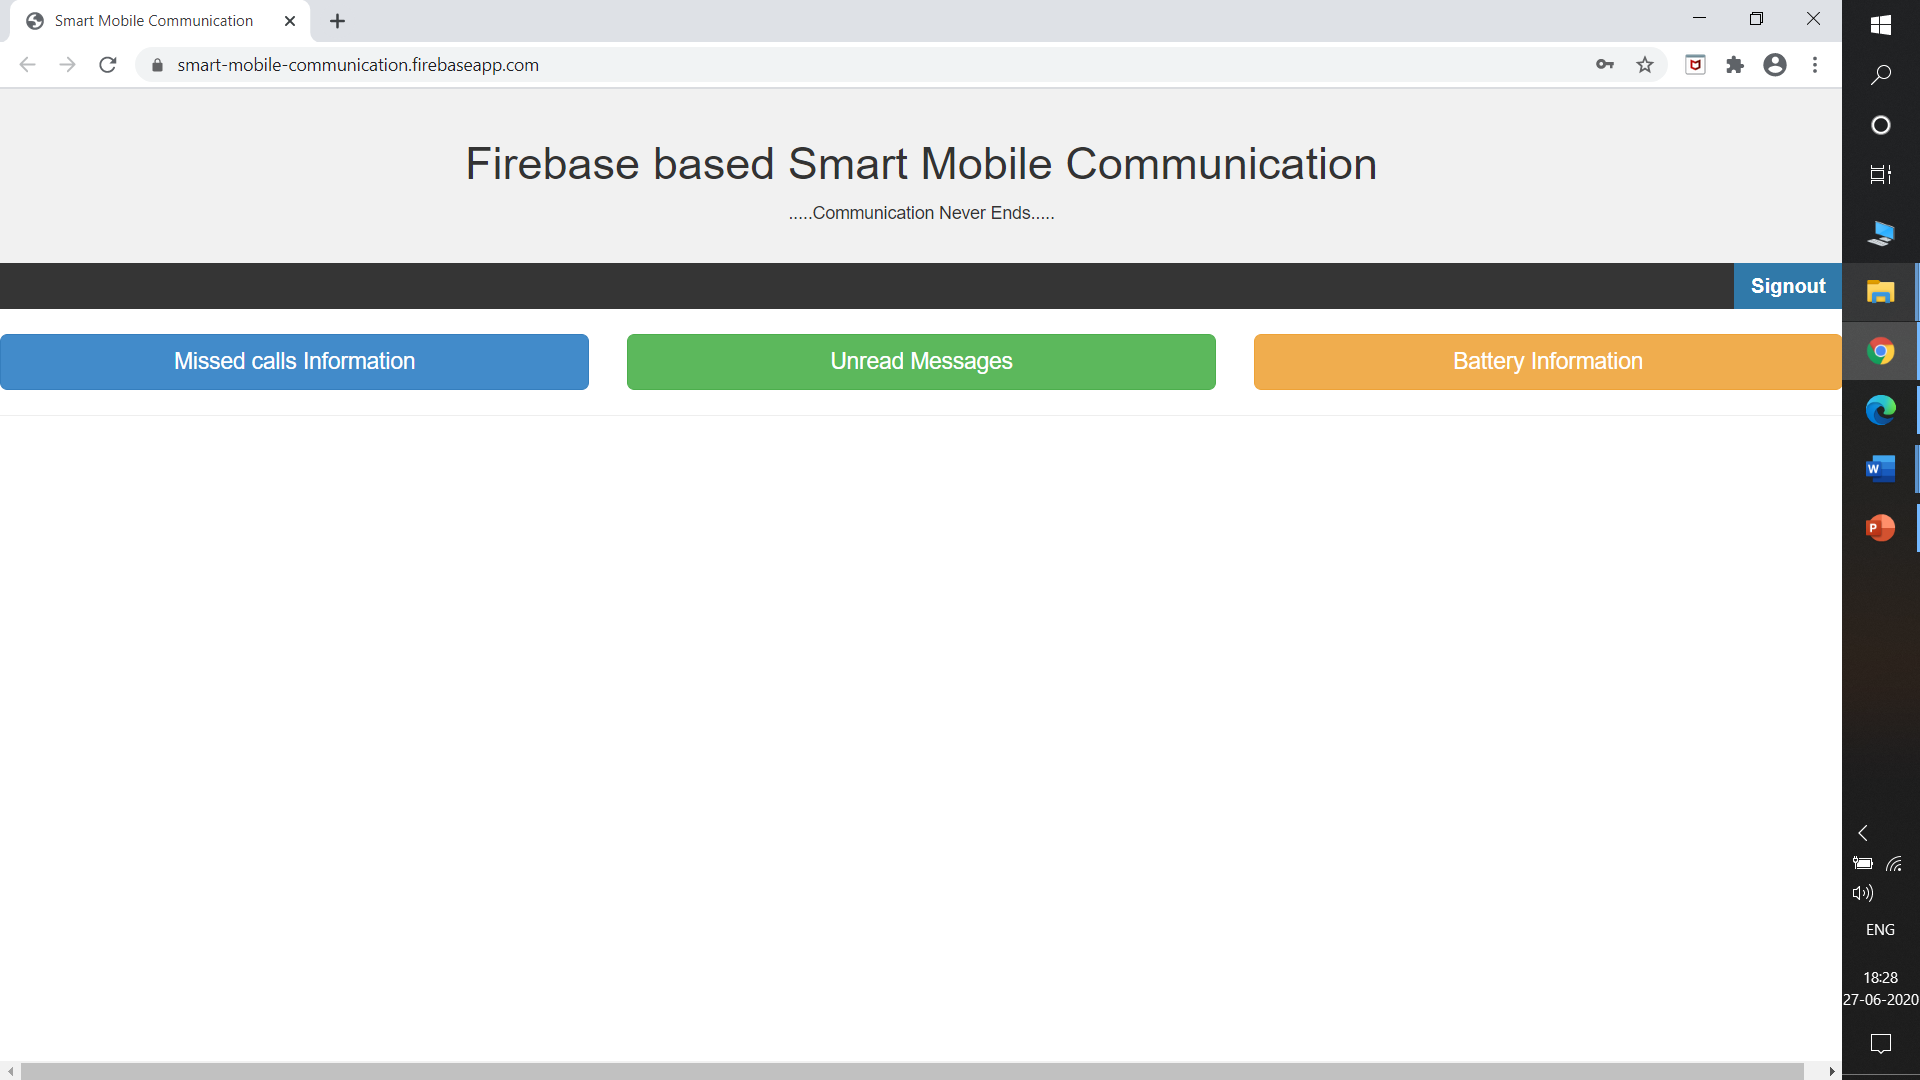 Smart Mobile Communication
smart-mobile-communication.firebaseapp.com
Firebase based Smart Mobile Communication
.....Communication Never Ends.....
Signout
Missed calls Information
Unread Messages
Battery Information
W
P
ENG
18:28
27-06-2020